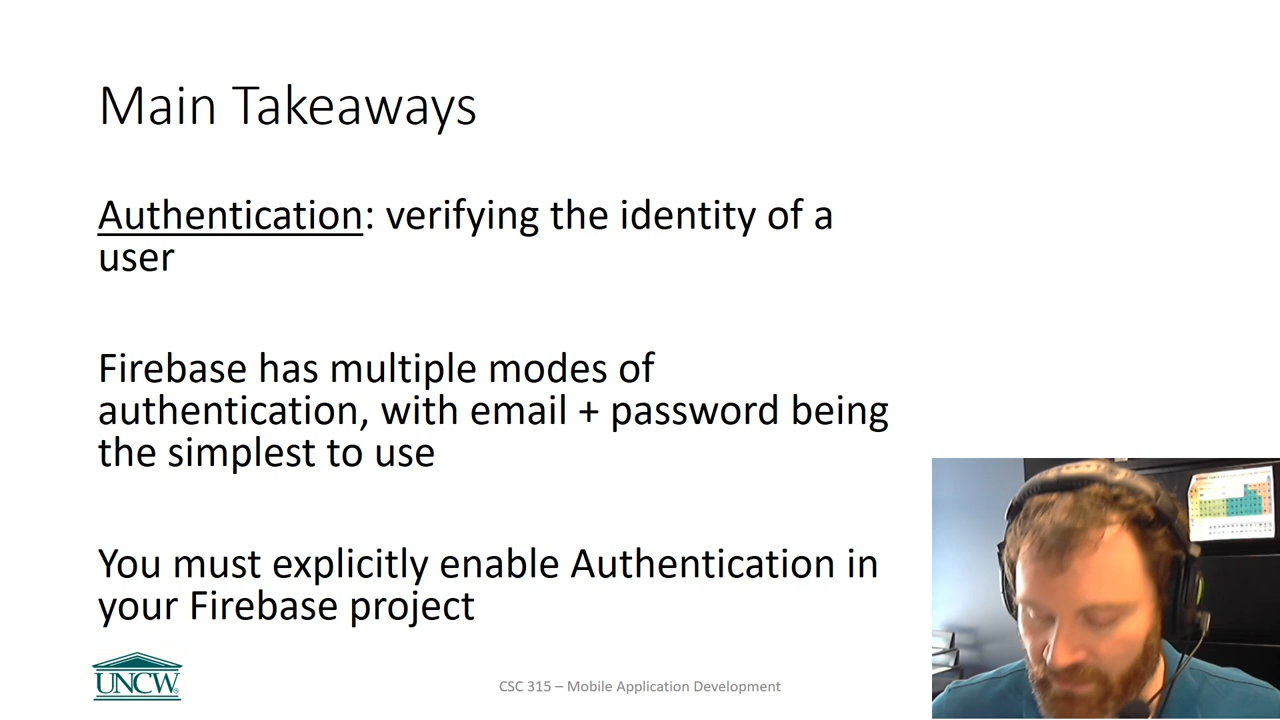 Main Takeaways
Authentication: verifying the identity of a
user
Firebase has multiple modes of
authentication, with email + password being
the simplest to use
You must explicitly enable Authentication in
your Firebase project
UNCW
CSC 315 – Mobile Application Development